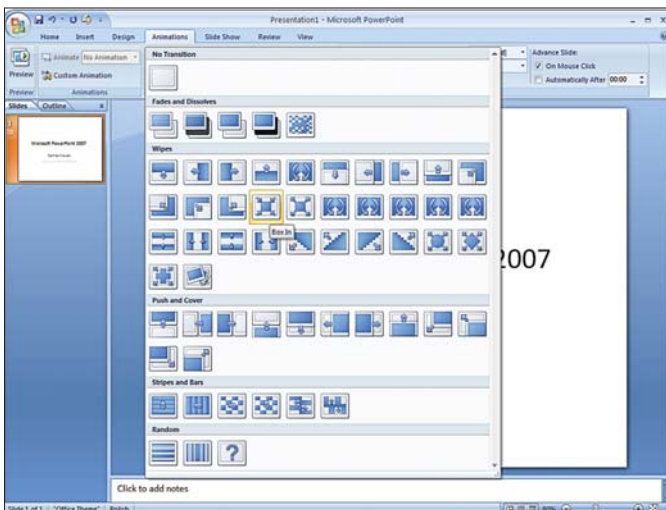 Presentation1 - Microsoft PowerPoint
Home Insert Design Animations Slide Show Review View
Preview
Preview
Animate: No Animation
Custom Animation
Animations
Advance Slide:
On Mouse Click
Automatically After 00:00
Slides Outline
Microsoft PowerPoint 2007
No Transition
Fades and Dissolves
Wipes
Box In
Push and Cover
Stripes and Bars
Random
?
2007
Click to add notes
Slide 1 of 1 "Office Theme" Polish